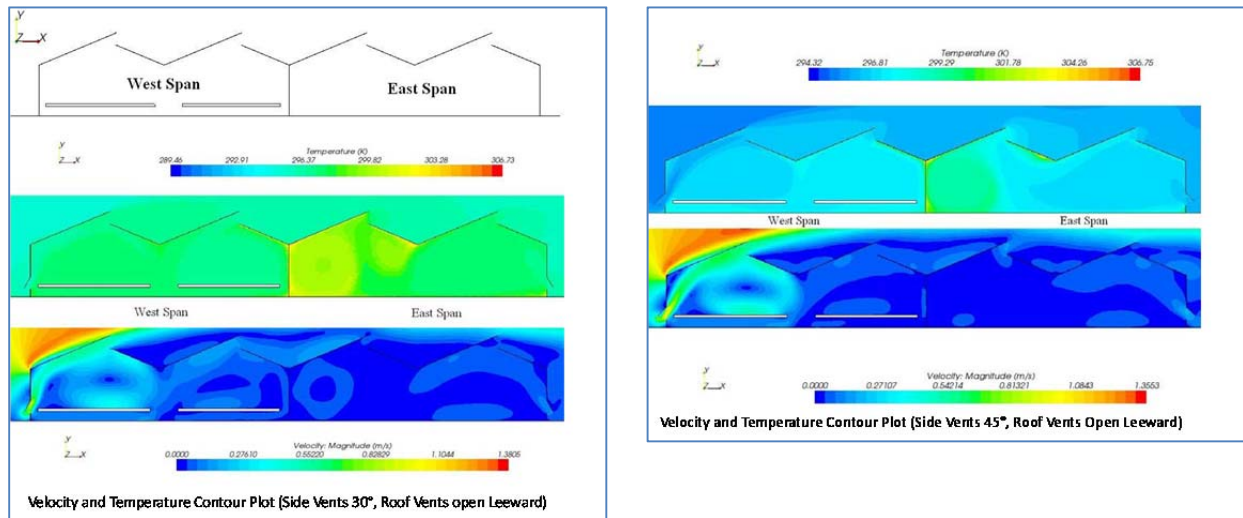 Y
Z X
West Span
East Span
Y
Z X
Temperature (K)
289.46 292.91 296.37 299.82 303.28 306.73
West Span East Span
Y
Z X
Velocity: Magnitude (m/s)
0.0000 0.27610 0.55220 0.82829 1.1044 1.3805
Velocity and Temperature Contour Plot (Side Vents 30°, Roof Vents open Leeward)
Y
Z X
Temperature (K)
294.32 296.81 299.29 301.78 304.26 306.75
West Span East Span
Y
Z X
Velocity: Magnitude (m/s)
0.0000 0.27107 0.54214 0.81321 1.0843 1.3553
Velocity and Temperature Contour Plot (Side Vents 45°, Roof Vents Open Leeward)